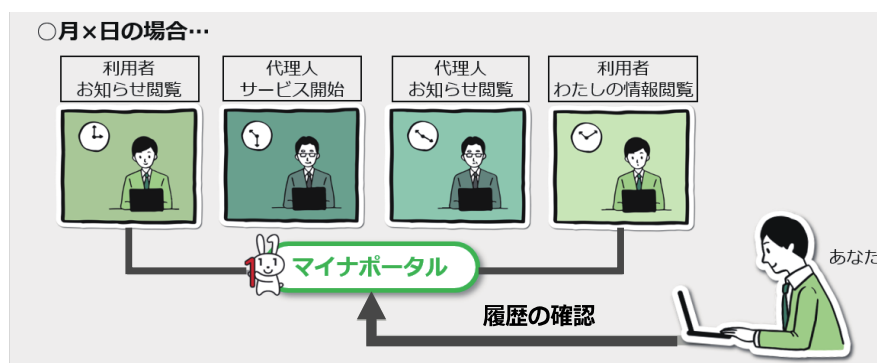 ○月×日の場合…
利用者
お知らせ閲覧
代理人
サービス開始
代理人
お知らせ閲覧
利用者
わたしの情報閲覧
1
マイナポータル
あなた
履歴の確認